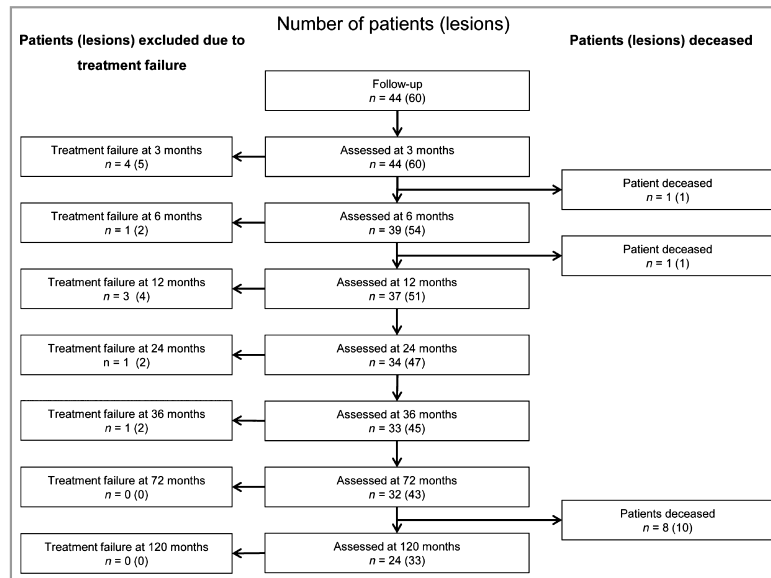 Number of patients (lesions)
Patients (lesions) excluded due to
treatment failure
Patients (lesions) deceased
Follow-up
n = 44 (60)
Treatment failure at 3 months
n = 4 (5)
Assessed at 3 months
n = 44 (60)
Patient deceased
n = 1 (1)
Treatment failure at 6 months
n = 1 (2)
Assessed at 6 months
n = 39 (54)
Patient deceased
n = 1 (1)
Treatment failure at 12 months
n = 3 (4)
Assessed at 12 months
n = 37 (51)
Treatment failure at 24 months
n = 1 (2)
Assessed at 24 months
n = 34 (47)
Treatment failure at 36 months
n = 1 (2)
Assessed at 36 months
n = 33 (45)
Treatment failure at 72 months
n = 0 (0)
Assessed at 72 months
n = 32 (43)
Patients deceased
n = 8 (10)
Treatment failure at 120 months
n = 0 (0)
Assessed at 120 months
n = 24 (33)